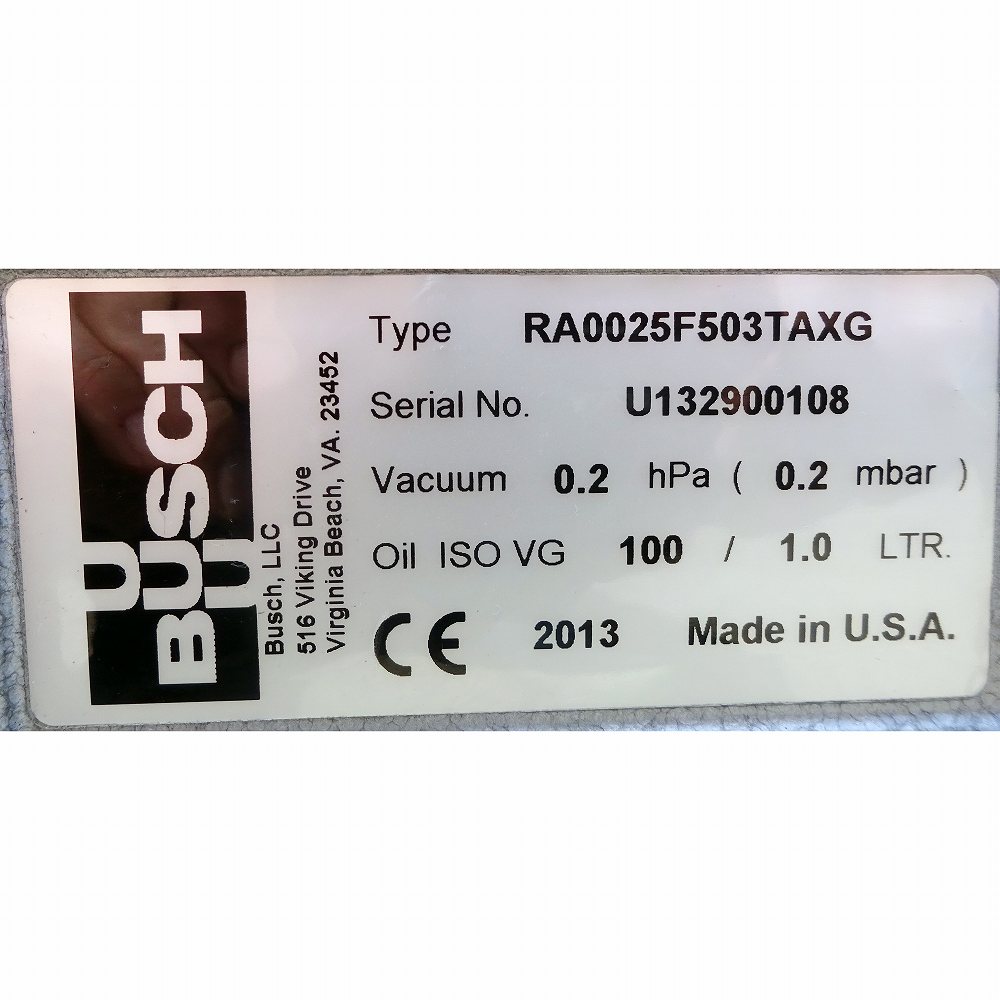 U
BUSCH
U
Busch, LLC
516 Viking Drive
Virginia Beach, VA. 23452
Type RA0025F503TAXG
Serial No. U132900108
Vacuum 0.2 hPa ( 0.2 mbar )
Oil ISO VG 100 / 1.0 LTR.
CE 2013 Made in U.S.A.